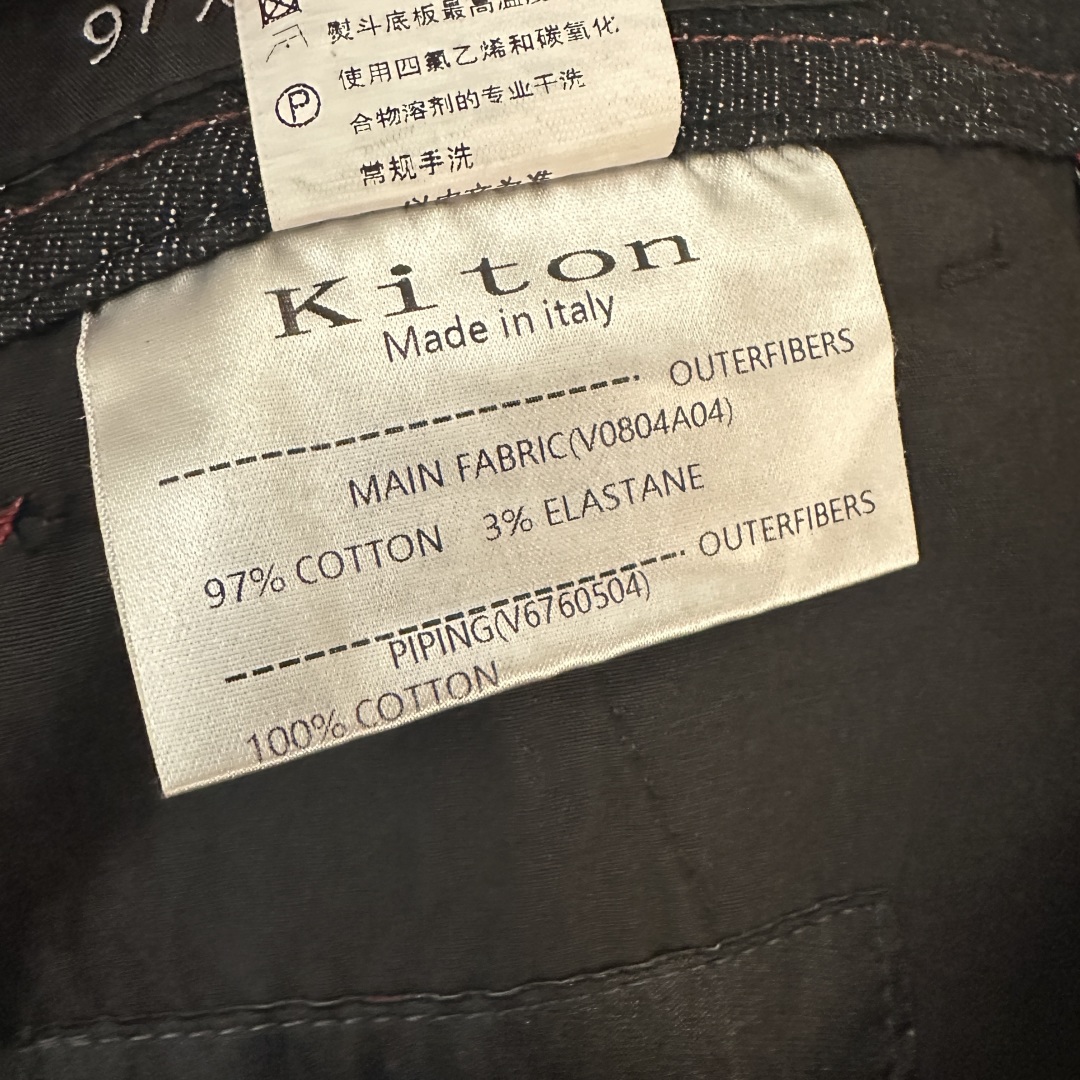 熨斗底板最高温度
使用四氯乙烯和碳氢化
合物溶剂的专业干洗
常规手洗
P
Kiton
Made in italy
----------------------. OUTERFIBERS
MAIN FABRIC(V0804A04)
97% COTTON 3% ELASTANE
----------------------. OUTERFIBERS
PIPING(V6760504)
100% COTTON